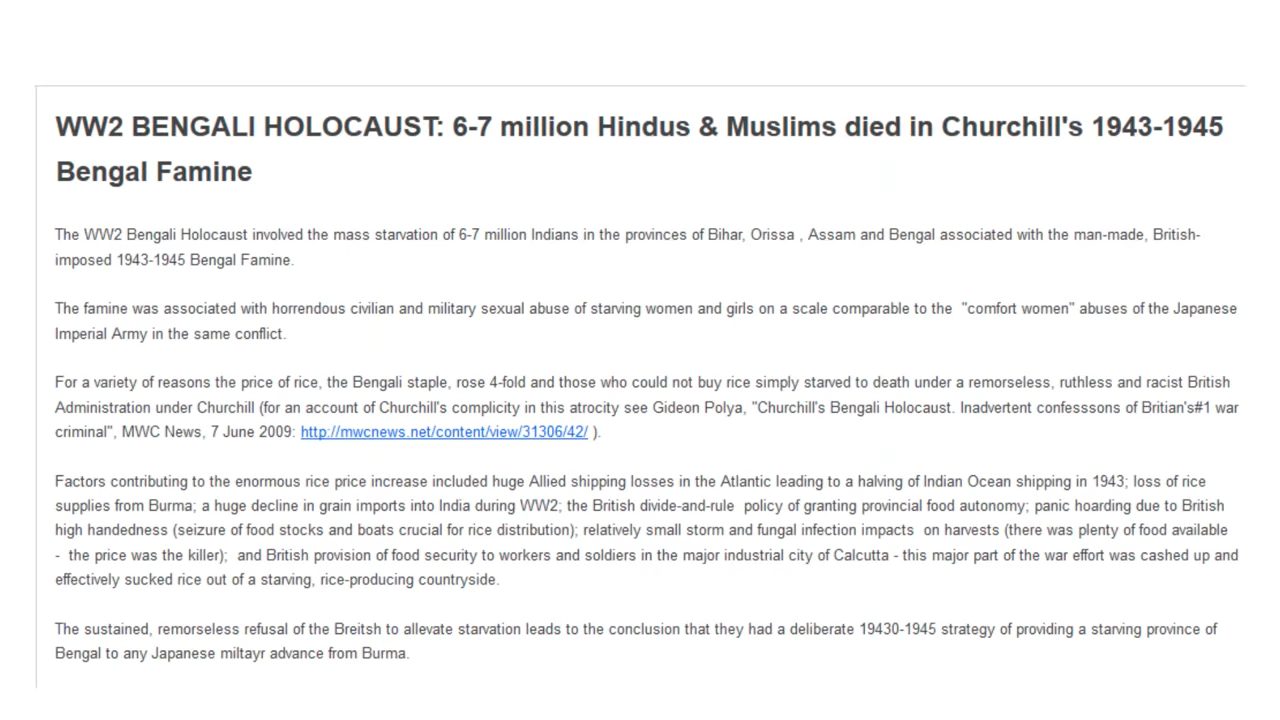 WW2 BENGALI HOLOCAUST: 6-7 million Hindus & Muslims died in Churchill's 1943-1945
Bengal Famine
The WW2 Bengali Holocaust involved the mass starvation of 6-7 million Indians in the provinces of Bihar, Orissa , Assam and Bengal associated with the man-made, British-
imposed 1943-1945 Bengal Famine.
The famine was associated with horrendous civilian and military sexual abuse of starving women and girls on a scale comparable to the  "comfort women" abuses of the Japanese
Imperial Army in the same conflict.
For a variety of reasons the price of rice, the Bengali staple, rose 4-fold and those who could not buy rice simply starved to death under a remorseless, ruthless and racist British
Administration under Churchill (for an account of Churchill's complicity in this atrocity see Gideon Polya, "Churchill's Bengali Holocaust. Inadvertent confesssons of Britian's#1 war
criminal", MWC News, 7 June 2009: http://mwcnews.net/content/view/31306/42/ ).
Factors contributing to the enormous rice price increase included huge Allied shipping losses in the Atlantic leading to a halving of Indian Ocean shipping in 1943; loss of rice
supplies from Burma; a huge decline in grain imports into India during WW2; the British divide-and-rule  policy of granting provincial food autonomy; panic hoarding due to British
high handedness (seizure of food stocks and boats crucial for rice distribution); relatively small storm and fungal infection impacts  on harvests (there was plenty of food available
-  the price was the killer);  and British provision of food security to workers and soldiers in the major industrial city of Calcutta - this major part of the war effort was cashed up and
effectively sucked rice out of a starving, rice-producing countryside.
The sustained, remorseless refusal of the Breitsh to allevate starvation leads to the conclusion that they had a deliberate 19430-1945 strategy of providing a starving province of
Bengal to any Japanese miltayr advance from Burma.